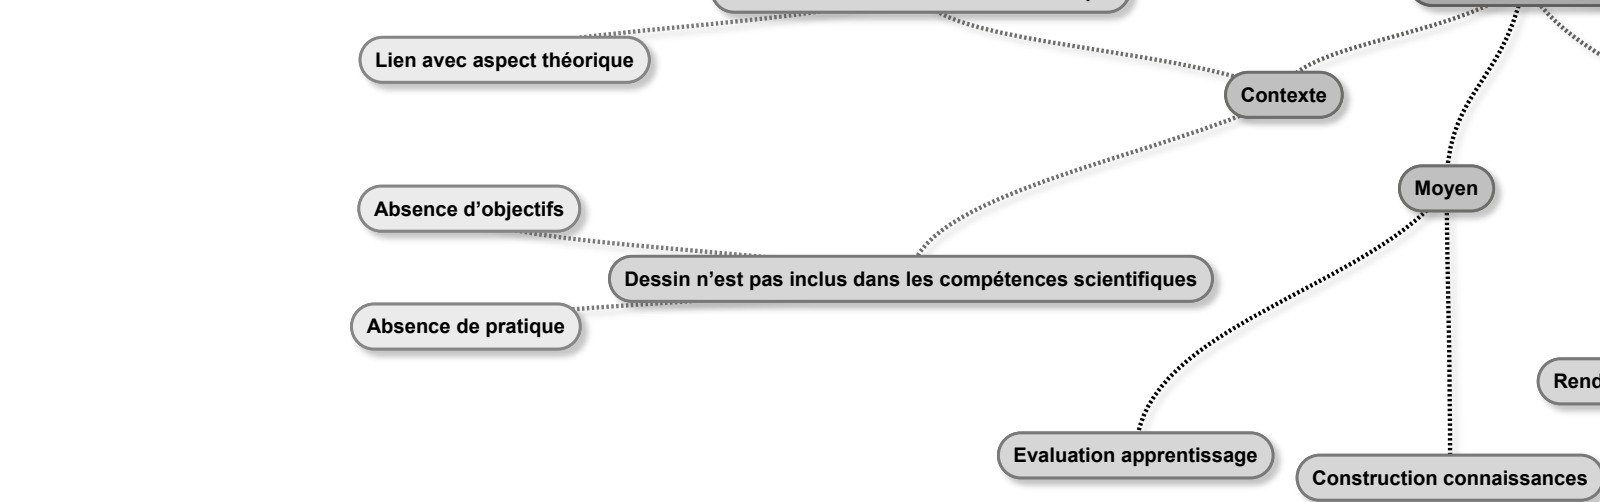 Lien avec aspect théorique
Contexte
Moyen
Absence d’objectifs
Dessin n’est pas inclus dans les compétences scientifiques
Absence de pratique
Evaluation apprentissage
Construction connaissances